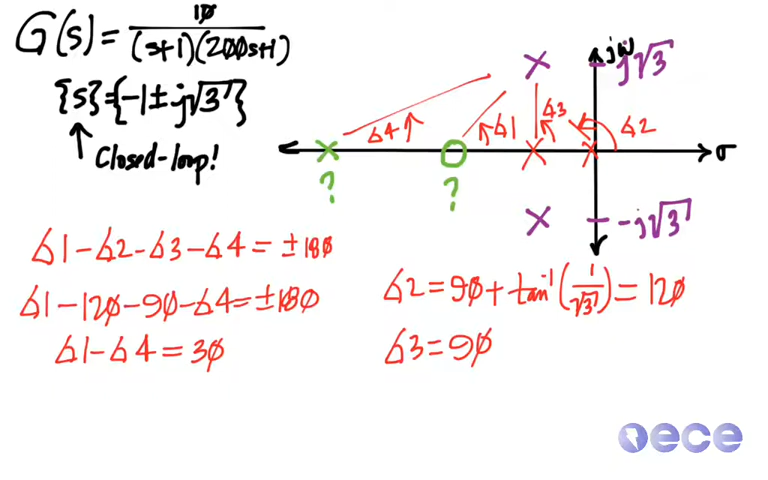 G(s) = 10 / (s+1)(200s+1)
{s}={-1±j√3}
↑ Closed-loop!
jω
j√3
∡4↑
↑∡1
∡3
∡2
σ
?
?
-j√3
∡1-∡2-∡3-∡4=±180
∡1-120-90-∡4=±180
∡1-∡4=30
∡2=90+tan⁻¹(1/√3)=120
∡3=90
ece